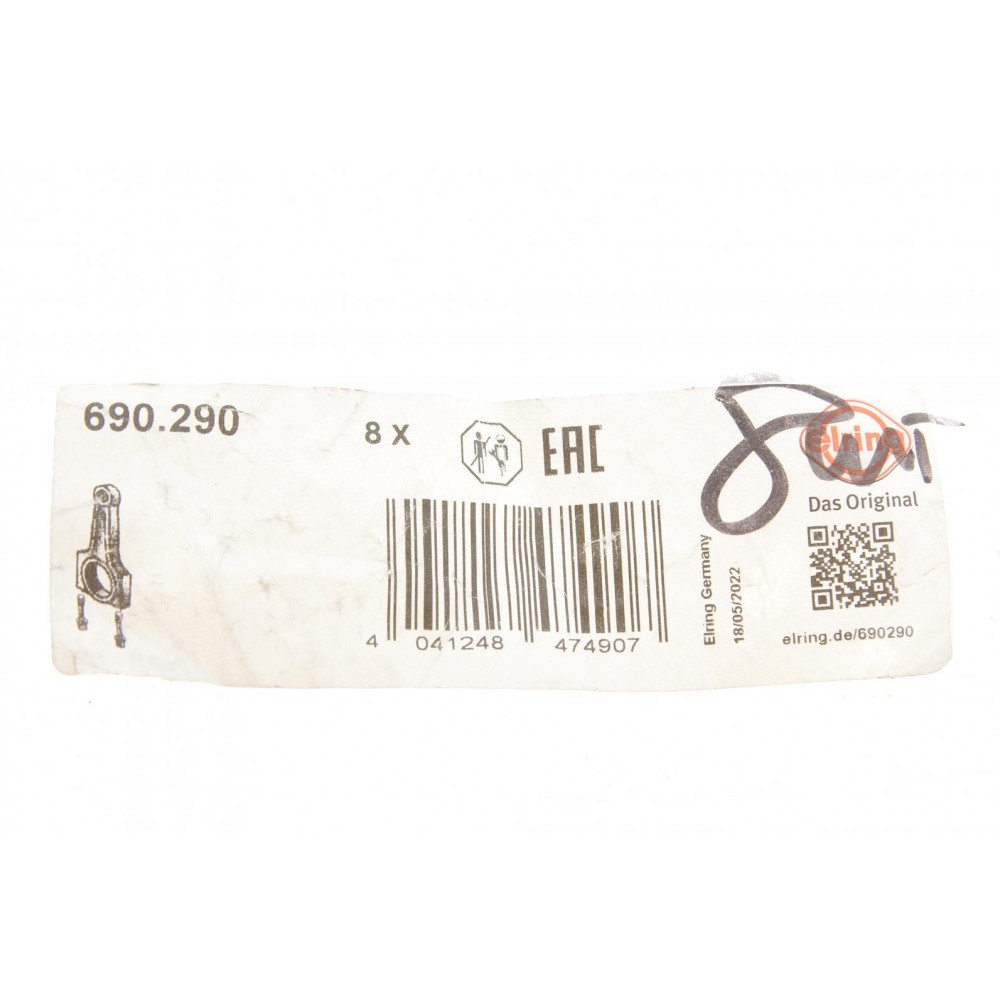 690.290
8 x
EAC
elring
Das Original
4 041248 474907
Elring Germany
18/05/2022
elring.de/690290